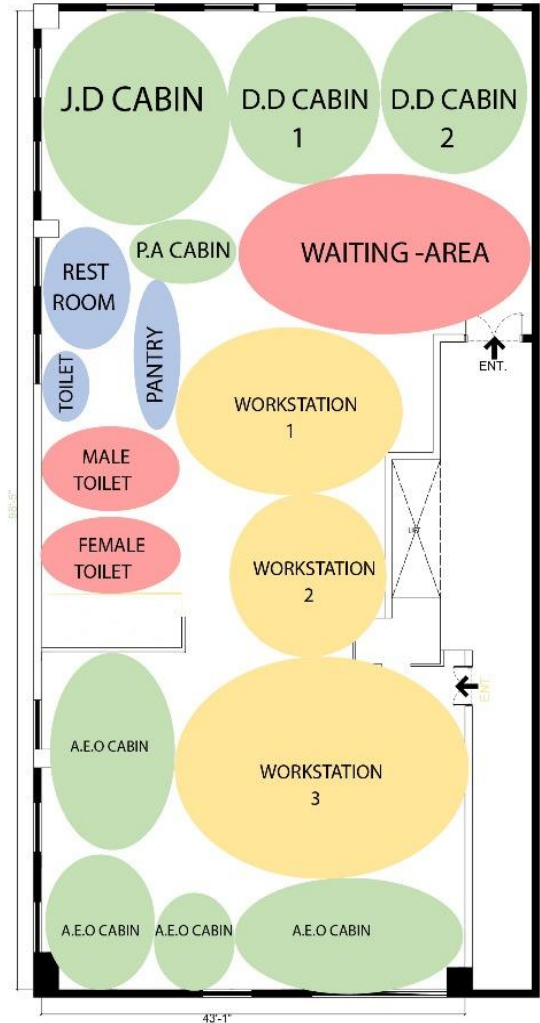 J.D CABIN
D.D CABIN
1
D.D CABIN
2
P.A CABIN
WAITING -AREA
REST
ROOM
PANTRY
TOILET
ENT.
WORKSTATION
1
MALE
TOILET
FEMALE
TOILET
WORKSTATION
2
ENT.
A.E.O CABIN
WORKSTATION
3
A.E.O CABIN
A.E.O CABIN
A.E.O CABIN
43'-1"